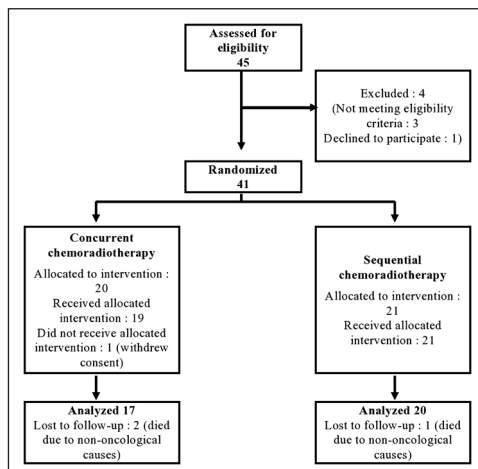 Assessed for
eligibility
45
Excluded : 4
(Not meeting eligibility
criteria : 3
Declined to participate : 1)
Randomized
41
Concurrent
chemoradiotherapy
Allocated to intervention :
20
Received allocated
intervention : 19
Did not receive allocated
intervention : 1 (withdrew
consent)
Sequential
chemoradiotherapy
Allocated to intervention :
21
Received allocated
intervention : 21
Analyzed 17
Lost to follow-up : 2 (died
due to non-oncological
causes)
Analyzed 20
Lost to follow-up : 1 (died
due to non-oncological
causes)